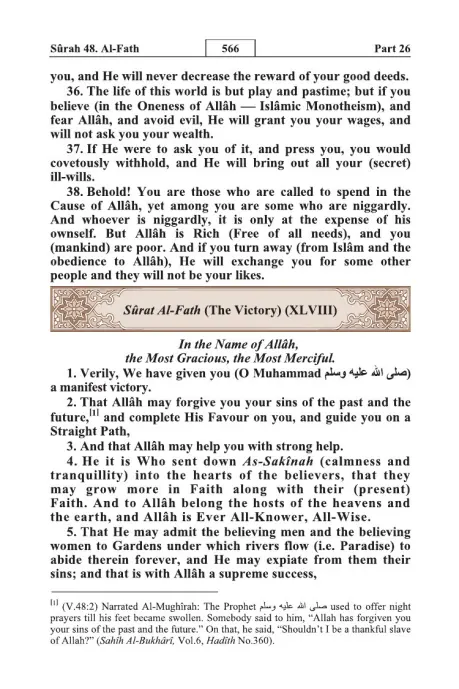 Sûrah 48. Al-Fath 566 Part 26
you, and He will never decrease the reward of your good deeds.
36. The life of this world is but play and pastime; but if you
believe (in the Oneness of Allâh — Islâmic Monotheism), and
fear Allâh, and avoid evil, He will grant you your wages, and
will not ask you your wealth.
37. If He were to ask you of it, and press you, you would
covetously withhold, and He will bring out all your (secret)
ill-wills.
38. Behold! You are those who are called to spend in the
Cause of Allâh, yet among you are some who are niggardly.
And whoever is niggardly, it is only at the expense of his
ownself. But Allâh is Rich (Free of all needs), and you
(mankind) are poor. And if you turn away (from Islâm and the
obedience to Allâh), He will exchange you for some other
people and they will not be your likes.
Sûrat Al-Fath (The Victory) (XLVIII)
In the Name of Allâh,
the Most Gracious, the Most Merciful.
1. Verily, We have given you (O Muhammad صلى الله عليه وسلم)
a manifest victory.
2. That Allâh may forgive you your sins of the past and the
future,[1] and complete His Favour on you, and guide you on a
Straight Path,
3. And that Allâh may help you with strong help.
4. He it is Who sent down As-Sakînah (calmness and
tranquillity) into the hearts of the believers, that they
may grow more in Faith along with their (present)
Faith. And to Allâh belong the hosts of the heavens and
the earth, and Allâh is Ever All-Knower, All-Wise.
5. That He may admit the believing men and the believing
women to Gardens under which rivers flow (i.e. Paradise) to
abide therein forever, and He may expiate from them their
sins; and that is with Allâh a supreme success,
[1] (V.48:2) Narrated Al-Mughîrah: The Prophet صلى الله عليه وسلم used to offer night
prayers till his feet became swollen. Somebody said to him, “Allah has forgiven you
your sins of the past and the future.” On that, he said, “Shouldn’t I be a thankful slave
of Allah?” (Sahih Al-Bukhârî, Vol.6, Hadîth No.360).